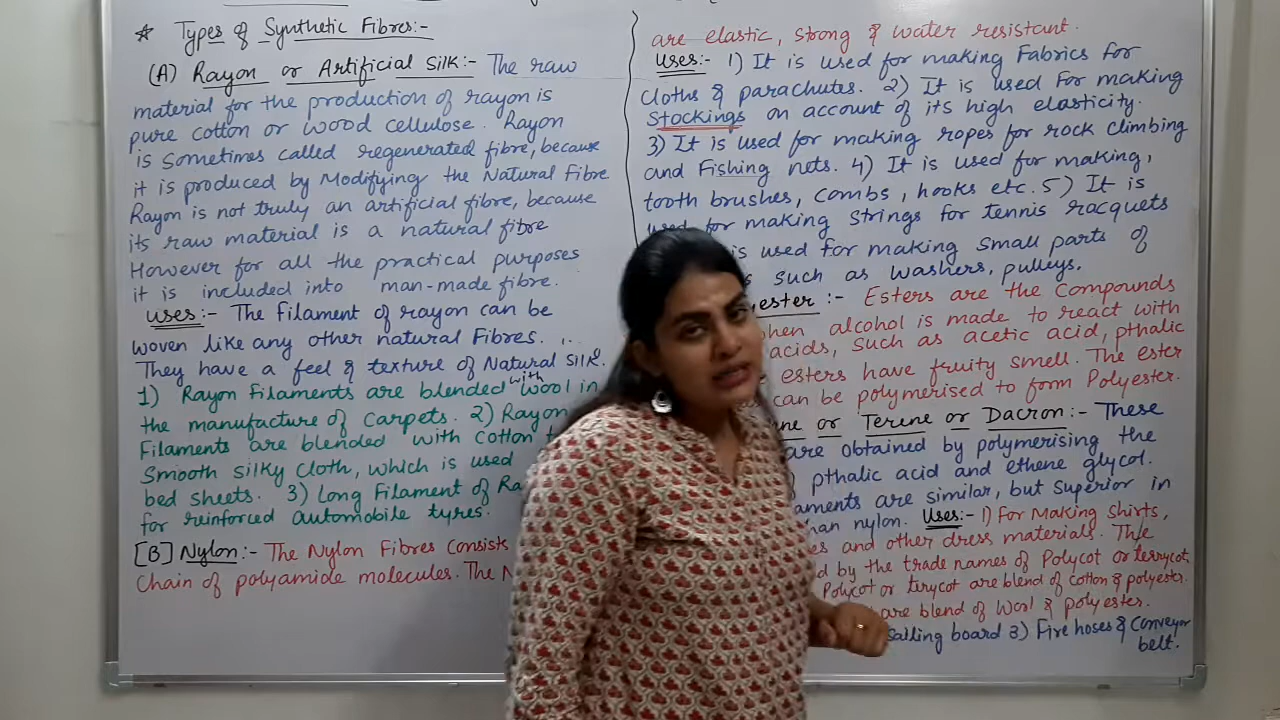 * Types of Synthetic Fibres:-
(A) Rayon or Artificial Silk:- The raw
material for the production of rayon is
pure cotton or wood cellulose. Rayon
is sometimes called regenerated fibre, because
it is produced by Modifying the Natural Fibre
Rayon is not truly an artificial fibre, because
its raw material is a natural fibre
However for all the practical purposes
it is included into man-made fibre.
Uses:- The Filament of rayon can be
woven like any other natural Fibres.
They have a feel & texture of Natural Silk.
1) Rayon Filaments are blended with wool in
the manufacture of Carpets. 2) Rayon
Filaments are blended with Cotton
Smooth silky cloth, which is used
bed sheets. 3) Long Filament of Ra
for reinforced automobile tyres.
[B] Nylon:- The Nylon Fibres Consists
Chain of polyamide molecules. The N
are elastic, strong & water resistant.
Uses:- 1) It is used for making Fabrics for
Cloths & parachutes. 2) It is used for making
Stockings on account of its high elasticity.
3) It is used for making ropes for rock climbing
and Fishing nets. 4) It is used for making,
tooth brushes, combs, hooks etc. 5) It is
used for making Strings for tennis racquets
is used for making Small parts of
s such as washers, pulleys.
yester:- Esters are the Compounds
hen alcohol is made to react with
acids, such as acetic acid, pthalic
esters have fruity smell. The ester
can be polymerised to form Polyester.
ne or Terene or Dacron:- These
are obtained by polymerising the
pthalic acid and ethene glycol.
aments are similar, but superior in
han nylon. Uses:- 1) For Making shirts,
es and other dress materials. The
d by the trade names of Polycot or terrycot,
Polycot or terycot are blend of cotton & polyester.
are blend of Wool & polyester.
Sailing board 3) Fire hoses & Conveyor
belt.